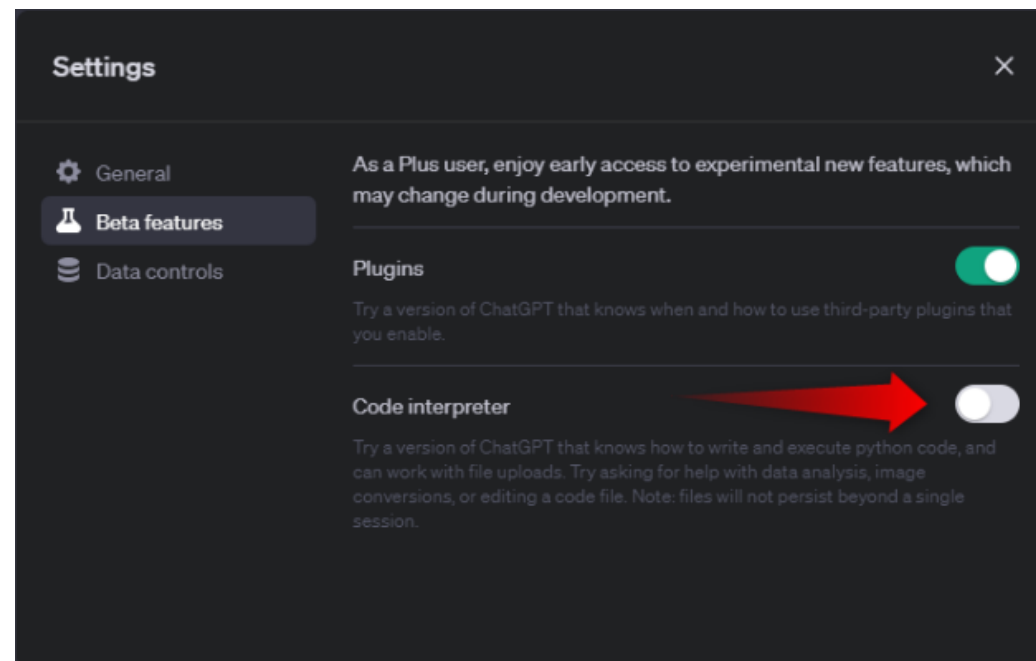 Settings
General
Beta features
Data controls
As a Plus user, enjoy early access to experimental new features, which
may change during development.
Plugins
Try a version of ChatGPT that knows when and how to use third-party plugins that
you enable.
Code interpreter
Try a version of ChatGPT that knows how to write and execute python code, and
can work with file uploads. Try asking for help with data analysis, image
conversions, or editing a code file. Note: files will not persist beyond a single
session.